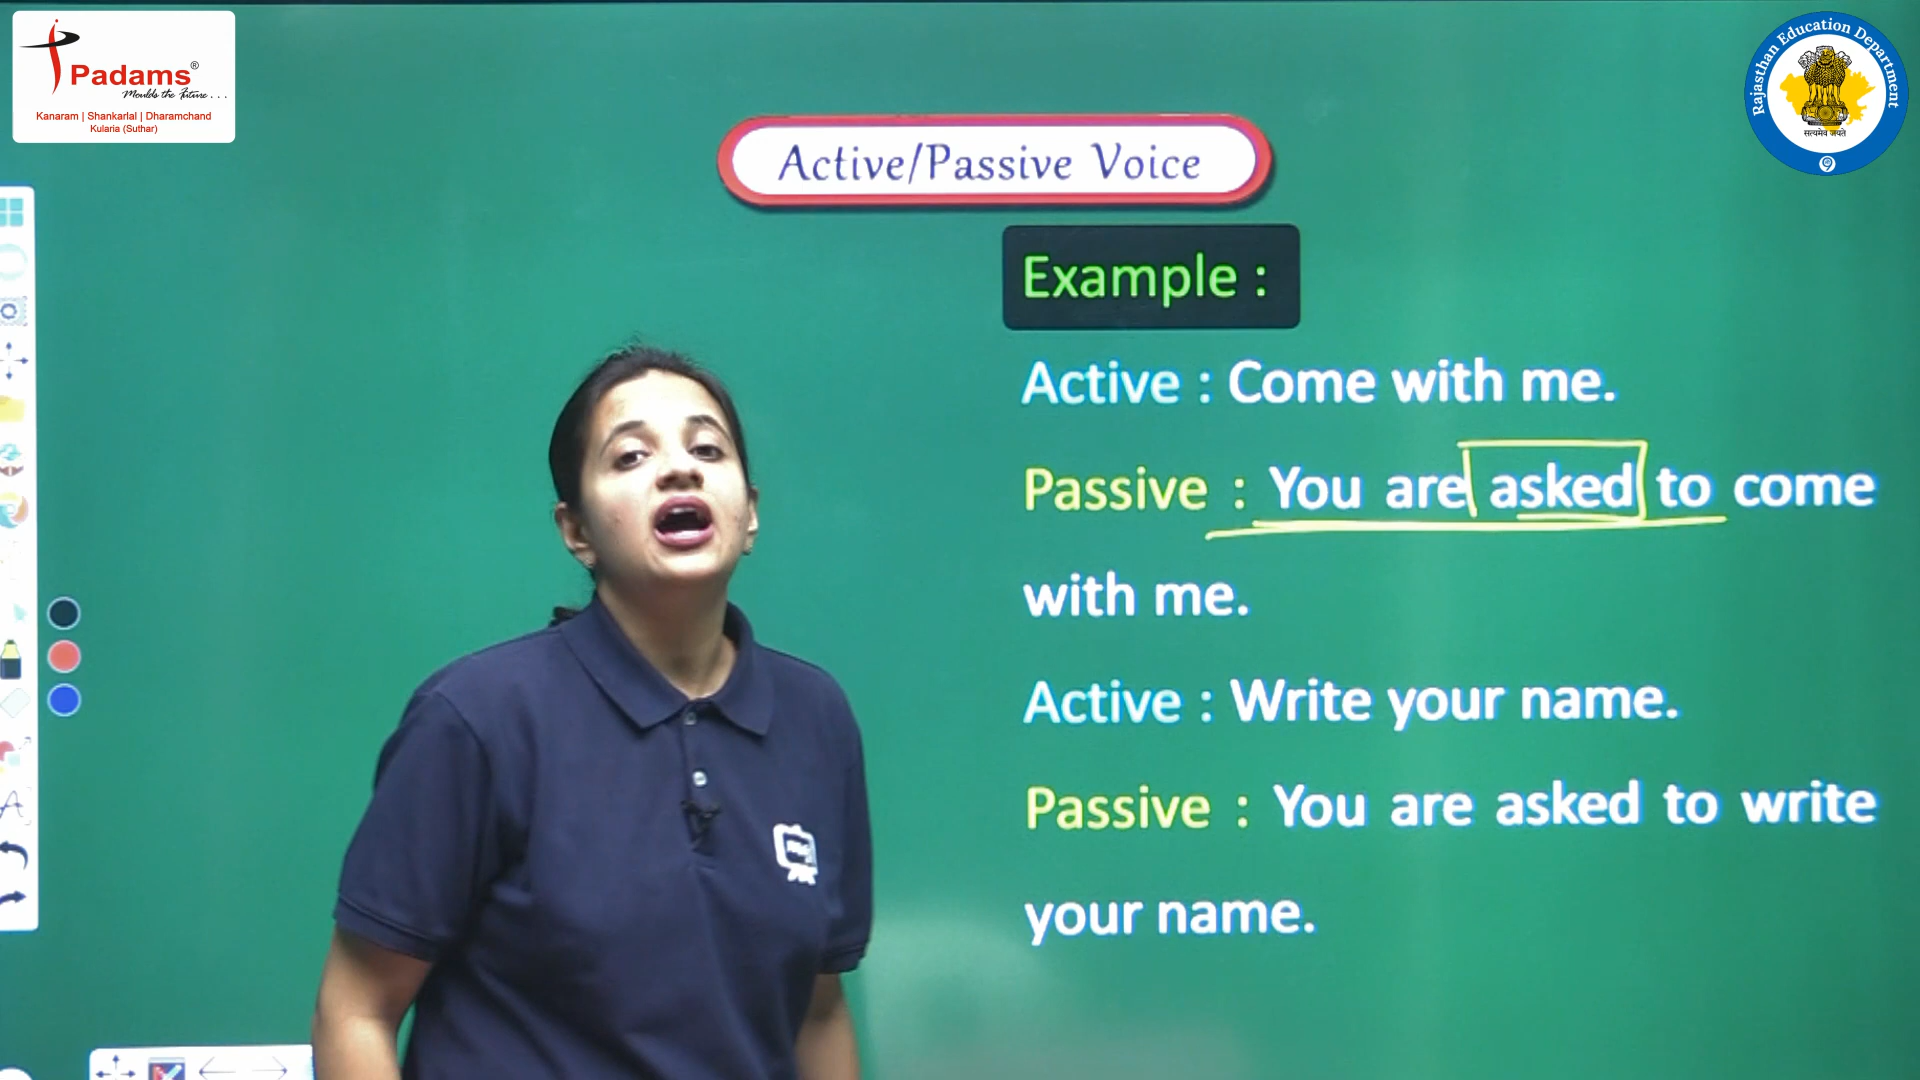 Padams®
Moulds the Future...
Kanaram | Shankarlal | Dharamchand
Kularia (Suthar)
Rajasthan Education Department
सत्यमेव जयते
Active/Passive Voice
Example :
Active : Come with me.
Passive : You are asked to come
with me.
Active : Write your name.
Passive : You are asked to write
your name.